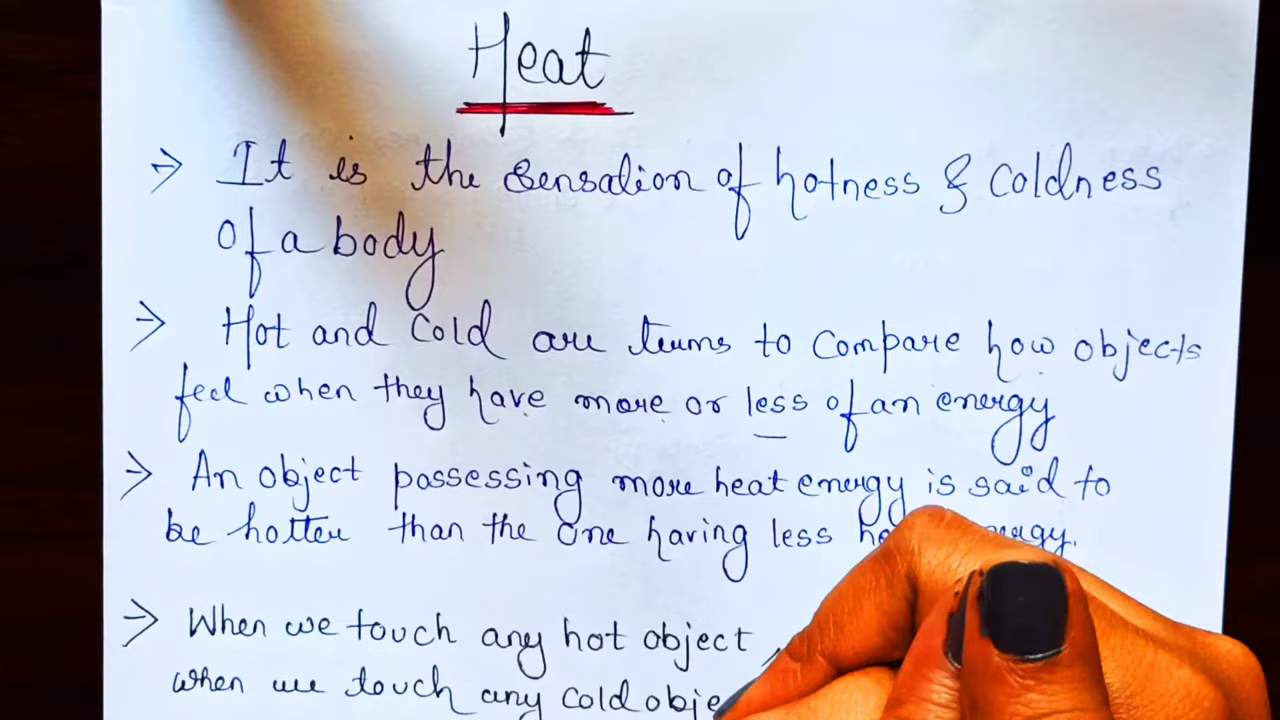 Heat
→ It is the sensation of hotness & coldness
of a body
→ Hot and cold are terms to compare how objects
feel when they have more or less of an energy
→ An object possessing more heat energy is said to
be hotter than the one having less
→ When we touch any hot object
when we touch any cold